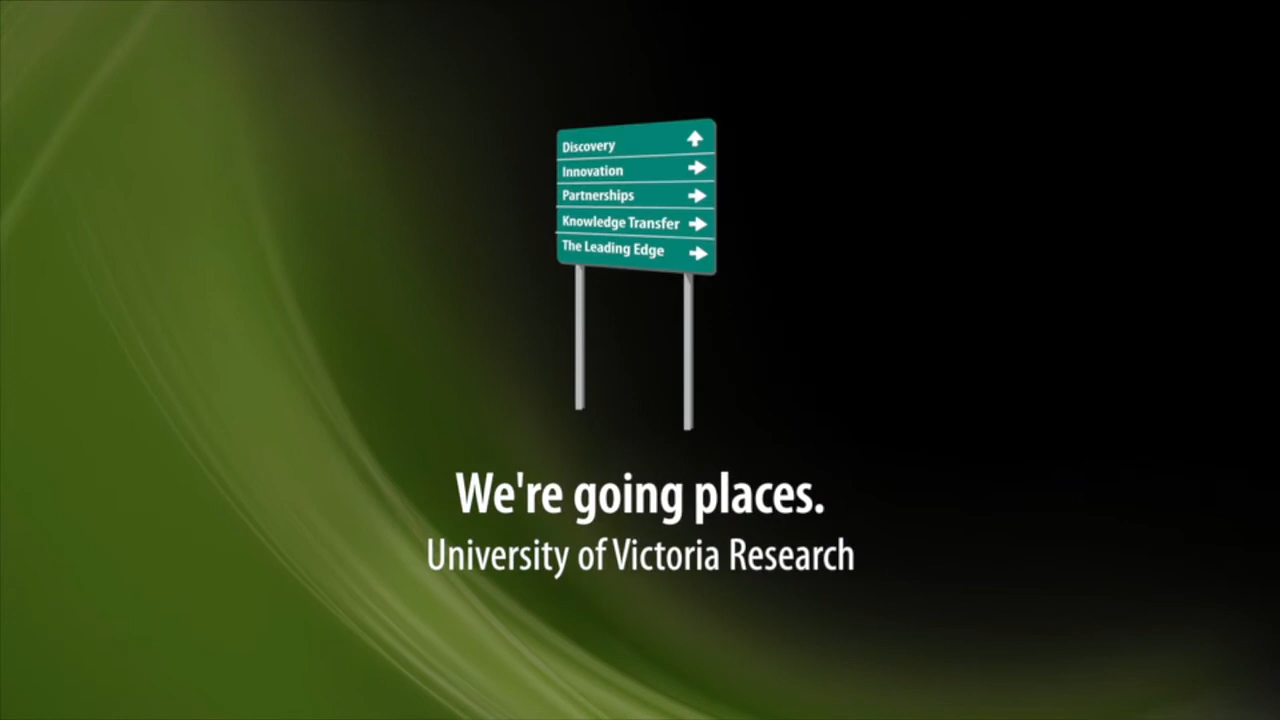 Discovery
Innovation
Partnerships
Knowledge Transfer
The Leading Edge
We're going places.
University of Victoria Research